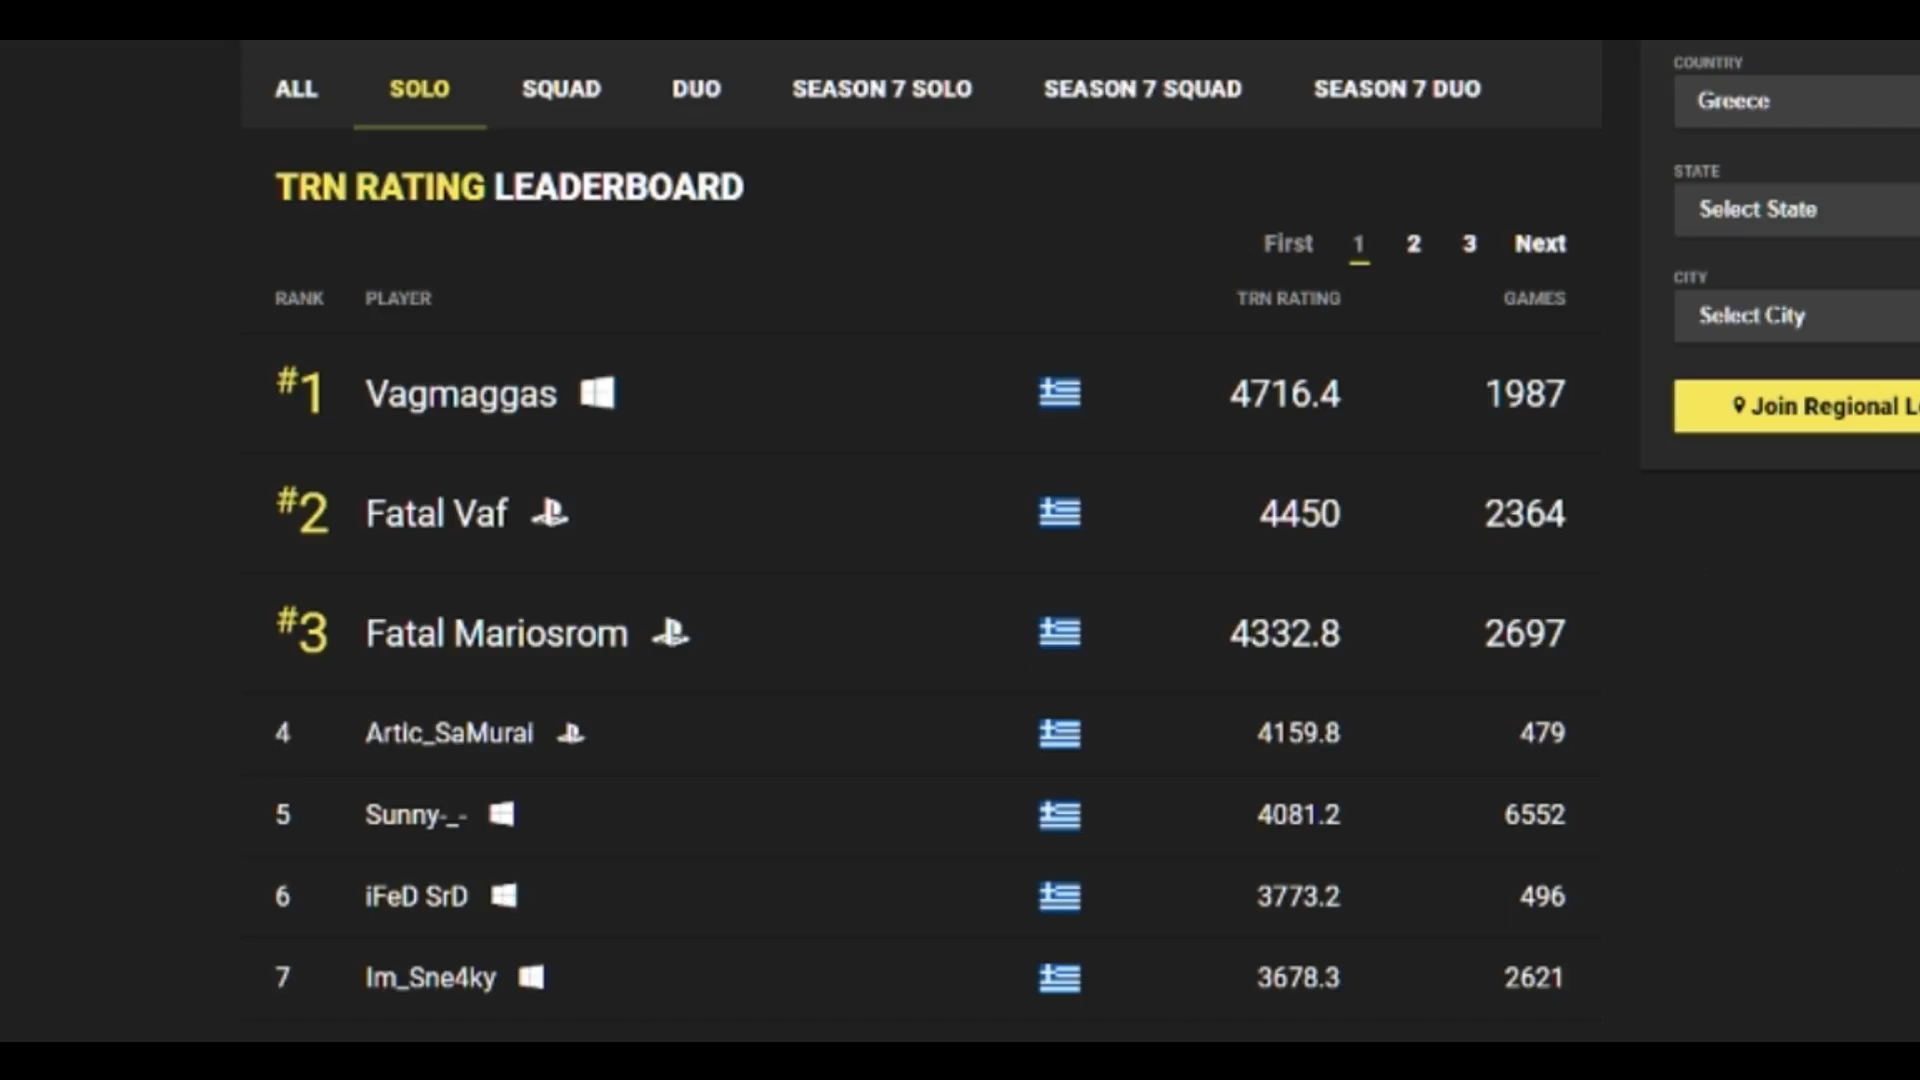 ALL SOLO SQUAD DUO SEASON 7 SOLO SEASON 7 SQUAD SEASON 7 DUO
TRN RATING LEADERBOARD
First 1 2 3 Next
RANK PLAYER TRN RATING GAMES
#1 Vagmaggas 4716.4 1987
#2 Fatal Vaf 4450 2364
#3 Fatal Mariosrom 4332.8 2697
4 Artic_SaMurai 4159.8 479
5 Sunny-_- 4081.2 6552
6 iFeD SrD 3773.2 496
7 Im_Sne4ky 3678.3 2621
COUNTRY
Greece
STATE
Select State
CITY
Select City
Join Regional